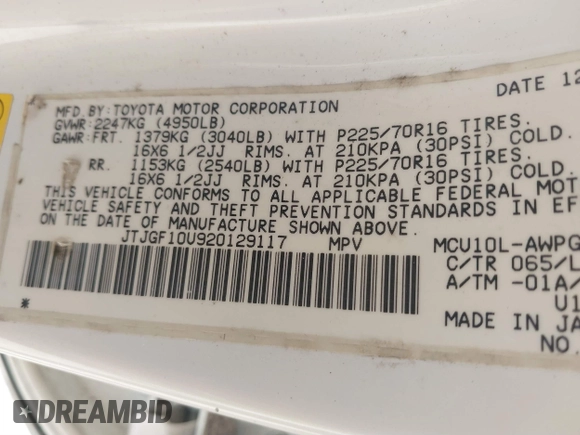 DATE 12
MFD.BY:TOYOTA MOTOR CORPORATION
GVWR:2247KG (4950LB)
GAWR:FRT. 1379KG (3040LB) WITH P225/70R16 TIRES.
16X6 1/2JJ RIMS. AT 210KPA (30PSI) COLD.
RR. 1153KG (2540LB) WITH P225/70R16 TIRES.
16X6 1/2JJ RIMS. AT 210KPA (30PSI) COLD.
THIS VEHICLE CONFORMS TO ALL APPLICABLE FEDERAL MOT
VEHICLE SAFETY AND THEFT PREVENTION STANDARDS IN EF
ON THE DATE OF MANUFACTURE SHOWN ABOVE.
JTJGF10U920129117 MPV MCU10L-AWPG
C/TR 065/L
A/TM -01A/
U1
MADE IN JA
NO.
*
DREAMBID